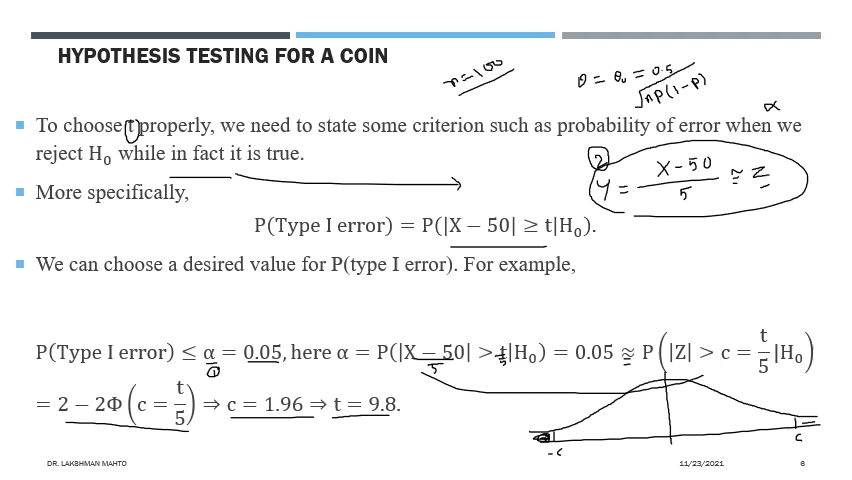 HYPOTHESIS TESTING FOR A COIN
n=100
θ = θ₀ = 0.5
√np(1-p)
α
To choose t properly, we need to state some criterion such as probability of error when we
reject H₀ while in fact it is true.
2
Y = X-50 / 5 ≅ Z
More specifically,
P(Type I error) = P(|X − 50| ≥ t|H₀).
We can choose a desired value for P(type I error). For example,
P(Type I error) ≤ α = 0.05, here α = P(|X − 50| > t|H₀) = 0.05 ≅ P(|Z| > c = t/5 |H₀)
① 5 5
= 2 − 2Φ(c = t/5) ⇒ c = 1.96 ⇒ t = 9.8.
-c c
DR. LAKSHMAN MAHTO 11/23/2021 6